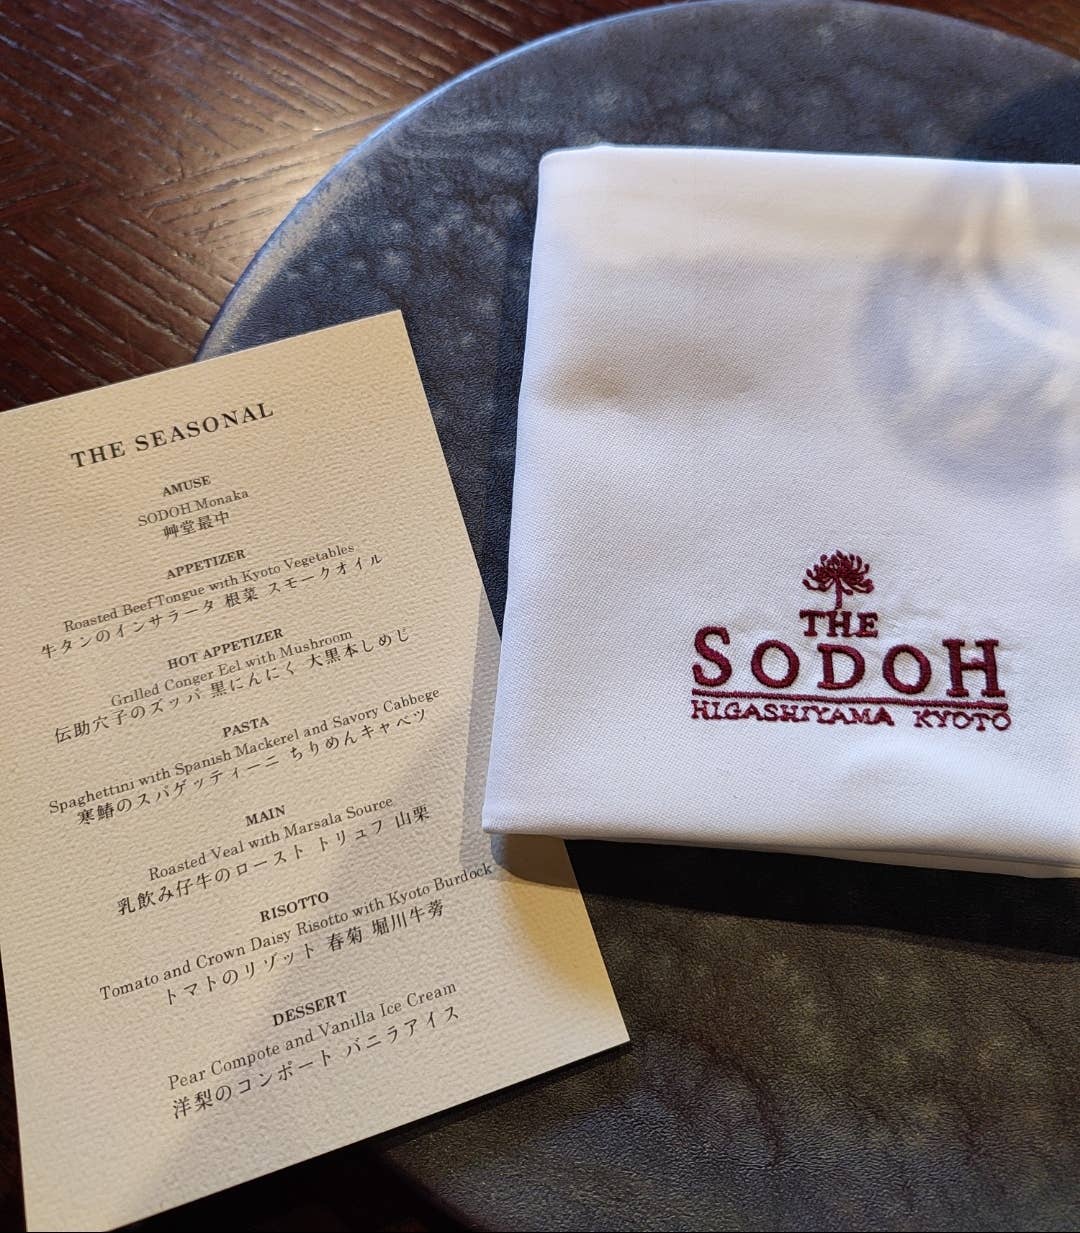 THE SEASONAL
AMUSE
SODOH Monaka
艸堂最中
APPETIZER
Roasted Beef Tongue with Kyoto Vegetables
牛タンのインサラータ 根菜 スモークオイル
HOT APPETIZER
Grilled Conger Eel with Mushroom
伝助穴子のズッパ 黒にんにく 大黒本しめじ
PASTA
Spaghettini with Spanish Mackerel and Savory Cabbege
寒鰆のスパゲッティーニ ちりめんキャベツ
MAIN
Roasted Veal with Marsala Source
乳飲み仔牛のロースト トリュフ 山栗
RISOTTO
Tomato and Crown Daisy Risotto with Kyoto Burdock
トマトのリゾット 春菊 堀川牛蒡
DESSERT
Pear Compote and Vanilla Ice Cream
洋梨のコンポート バニラアイス
THE
SODOH
HIGASHIYAMA KYOTO